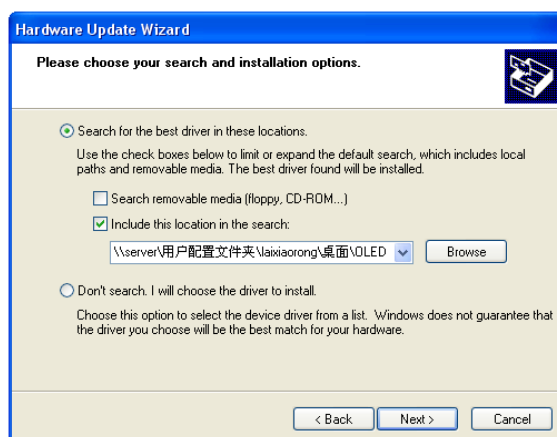 Hardware Update Wizard
Please choose your search and installation options.
Search for the best driver in these locations.
Use the check boxes below to limit or expand the default search, which includes local
paths and removable media. The best driver found will be installed.
Search removable media (floppy, CD-ROM...)
Include this location in the search:
\\server\用户配置文件夹\laixiaorong\桌面\OLED
Browse
Don't search. I will choose the driver to install.
Choose this option to select the device driver from a list. Windows does not guarantee that
the driver you choose will be the best match for your hardware.
< Back
Next >
Cancel